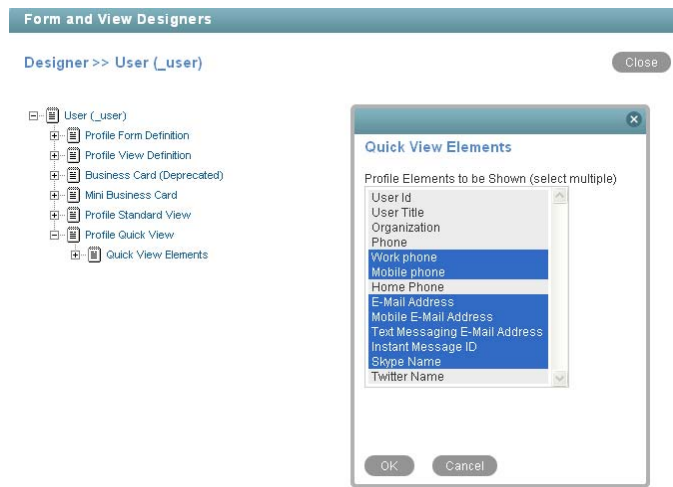 Form and View Designers
Designer >> User (_user)
Close
User (_user)
Profile Form Definition
Profile View Definition
Business Card (Deprecated)
Mini Business Card
Profile Standard View
Profile Quick View
Quick View Elements
Quick View Elements
Profile Elements to be Shown (select multiple)
User Id
User Title
Organization
Phone
Work phone
Mobile phone
Home Phone
E-Mail Address
Mobile E-Mail Address
Text Messaging E-Mail Address
Instant Message ID
Skype Name
Twitter Name
OK Cancel